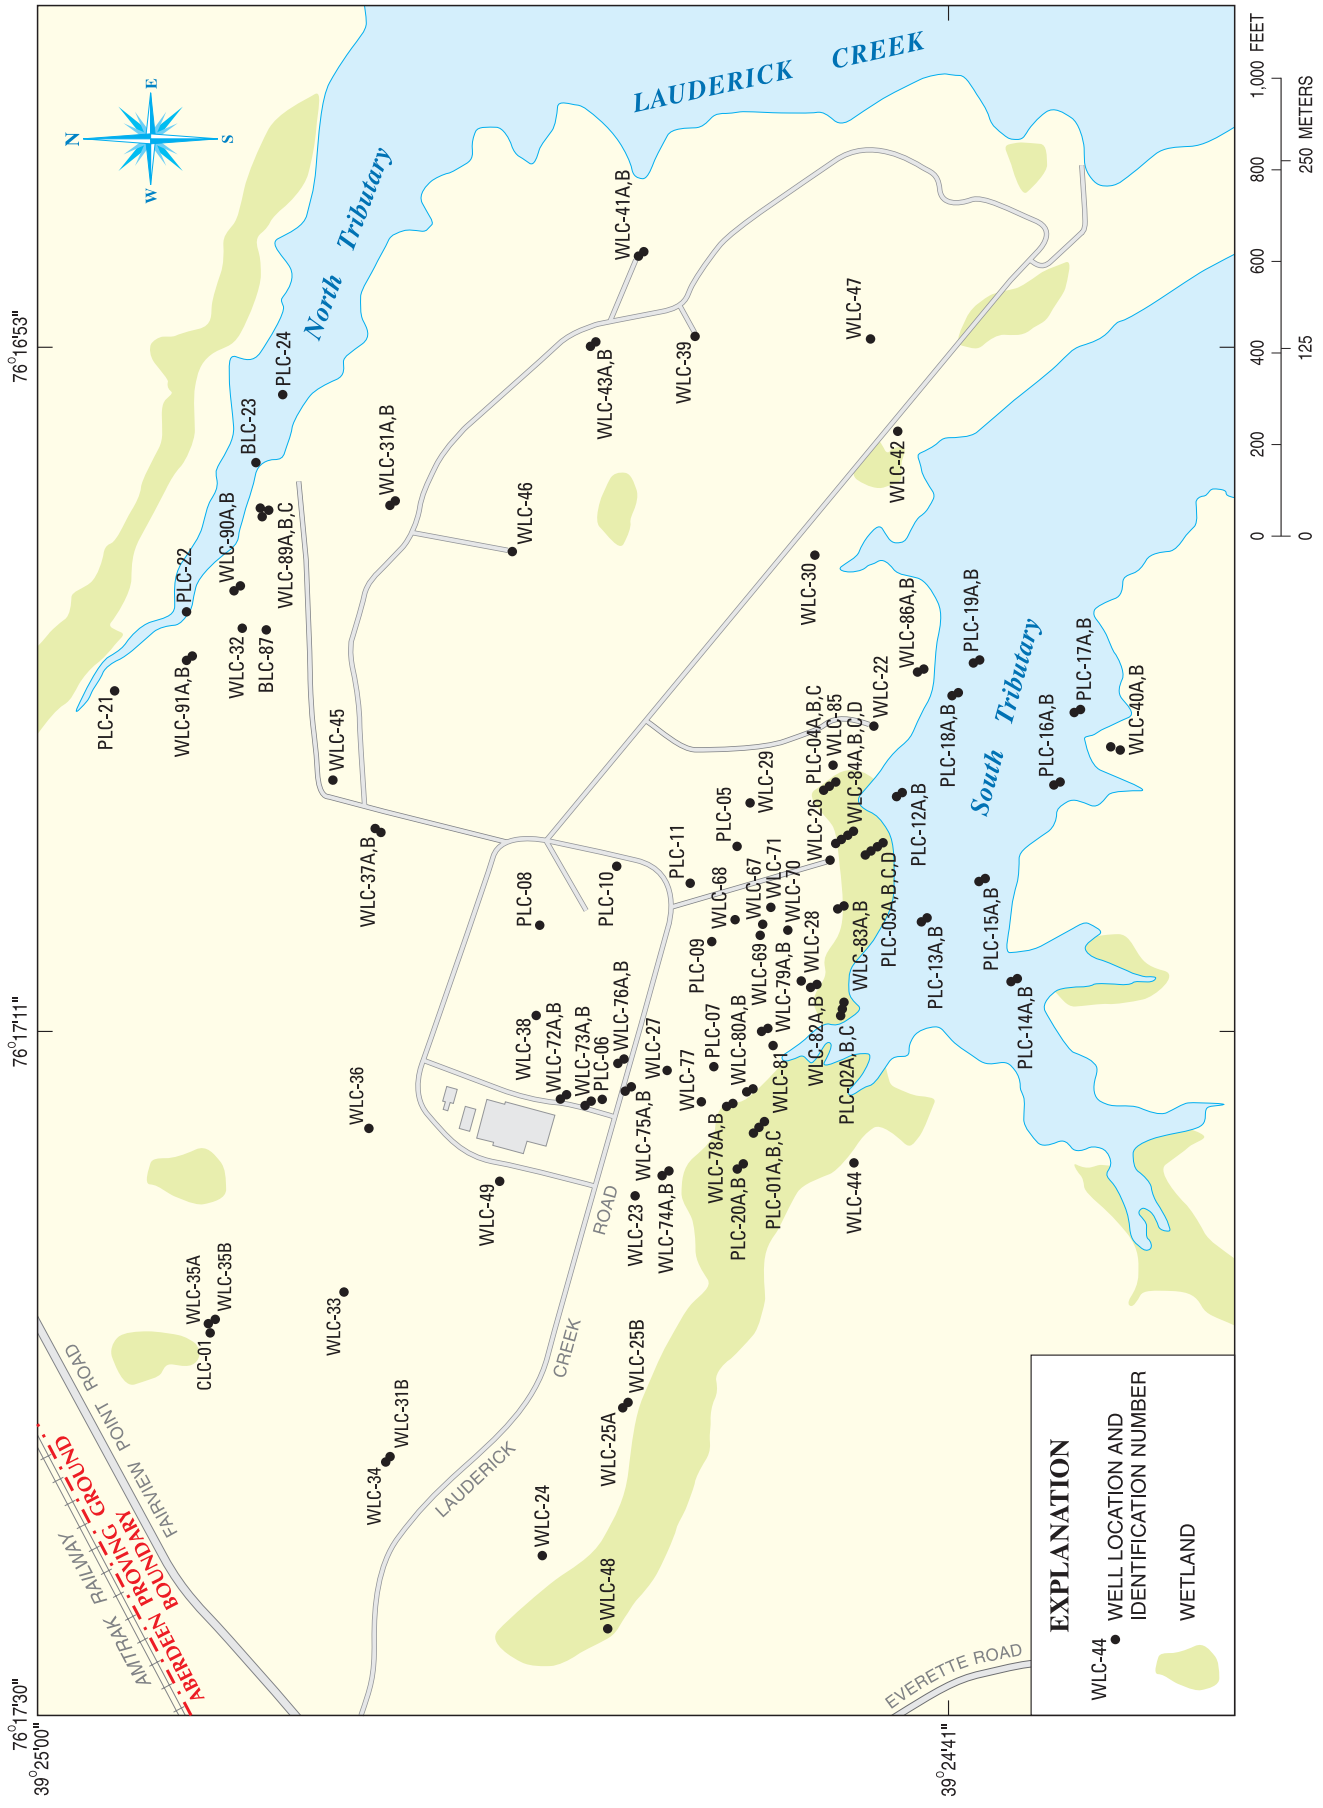 76°17'30"
76°17'11"
76°16'53"
39°25'00"
39°24'41"
N
W
E
S
AMTRAK RAILWAY
ABERDEEN PROVING GROUND
BOUNDARY
FAIRVIEW POINT ROAD
North Tributary
LAUDERICK CREEK
PLC-21
PLC-22
WLC-91A,B
WLC-90A,B
WLC-32
BLC-87
WLC-89A,B,C
BLC-23
PLC-24
CLC-01
WLC-35A
WLC-35B
WLC-33
WLC-45
WLC-36
WLC-37A,B
WLC-31A,B
WLC-34
WLC-31B
WLC-46
WLC-49
WLC-38
PLC-08
WLC-72A,B
WLC-73A,B
PLC-06
WLC-76A,B
PLC-10
WLC-43A,B
WLC-41A,B
WLC-39
WLC-24
WLC-48
WLC-25A
WLC-25B
LAUDERICK
CREEK
ROAD
WLC-23
WLC-75A,B
WLC-74A,B
WLC-27
WLC-77
PLC-07
PLC-09
WLC-68
PLC-11
PLC-05
WLC-29
WLC-78A,B
WLC-80A,B
PLC-20A,B
PLC-01A,B,C
WLC-81
WLC-69
WLC-67
WLC-71
WLC-79A,B
WLC-70
WLC-28
WLC-82A,B
WLC-26
PLC-04A,B,C
WLC-85
WLC-84A,B,C,D
WLC-30
WLC-47
WLC-44
PLC-02A,B,C
WLC-83A,B
PLC-03A,B,C,D
WLC-22
WLC-86A,B
WLC-42
PLC-12A,B
PLC-13A,B
PLC-18A,B
PLC-19A,B
PLC-15A,B
PLC-14A,B
South Tributary
PLC-16A,B
PLC-17A,B
WLC-40A,B
EVERETTE ROAD
EXPLANATION
WLC-44
WELL LOCATION AND
IDENTIFICATION NUMBER
WETLAND
0 200 400 600 800 1,000 FEET
0 125 250 METERS